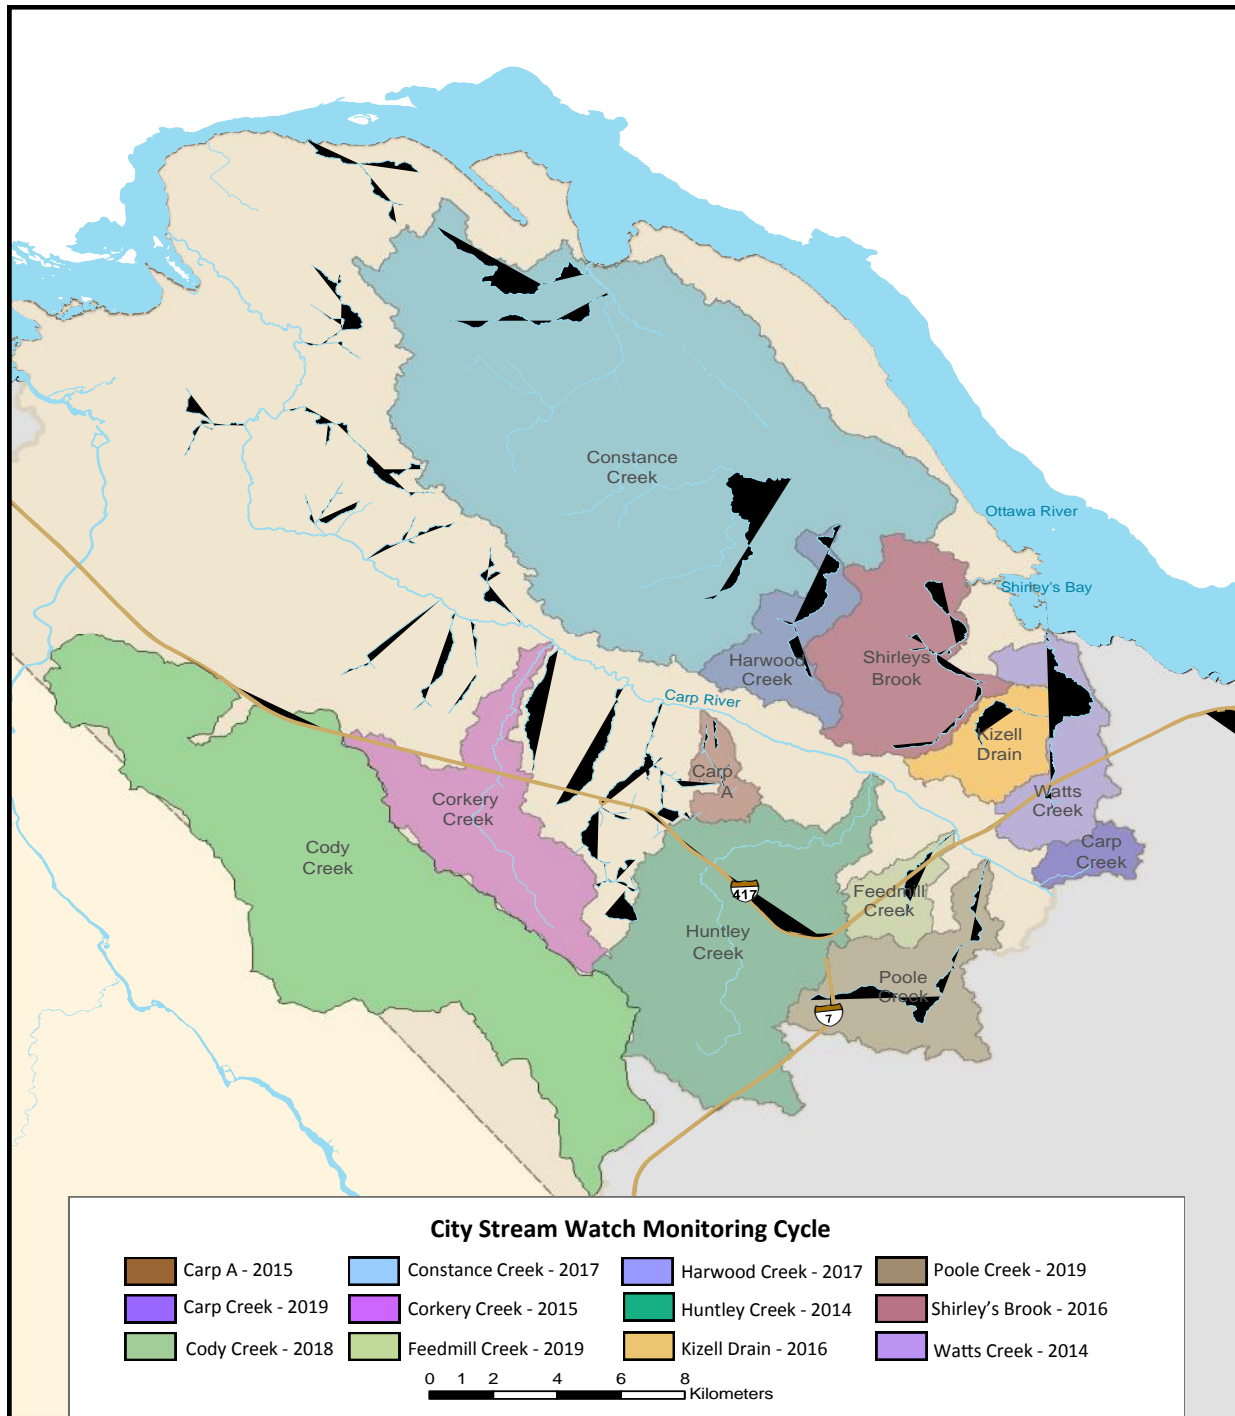 Constance
Creek
Ottawa River
Shirley's Bay
Harwood
Creek
Shirleys
Brook
Carp River
Kizell
Drain
Carp
A
Watts
Creek
Corkery
Creek
Cody
Creek
Carp
Creek
Feedmill
Creek
417
Huntley
Creek
Poole
Creek
7
City Stream Watch Monitoring Cycle
Carp A - 2015
Constance Creek - 2017
Harwood Creek - 2017
Poole Creek - 2019
Carp Creek - 2019
Corkery Creek - 2015
Huntley Creek - 2014
Shirley's Brook - 2016
Cody Creek - 2018
Feedmill Creek - 2019
Kizell Drain - 2016
Watts Creek - 2014
0 1 2 4 6 8
Kilometers